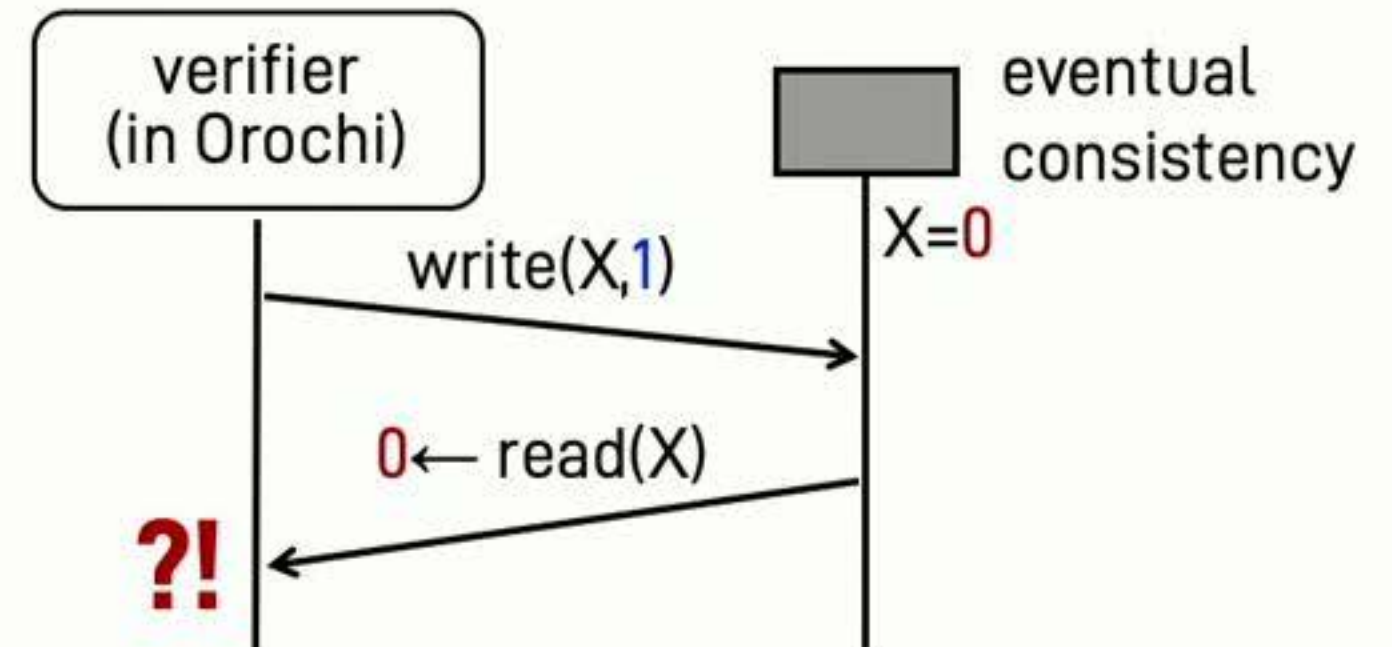 verifier
(in Orochi)
eventual
consistency
X=0
write(X,1)
0← read(X)
?!